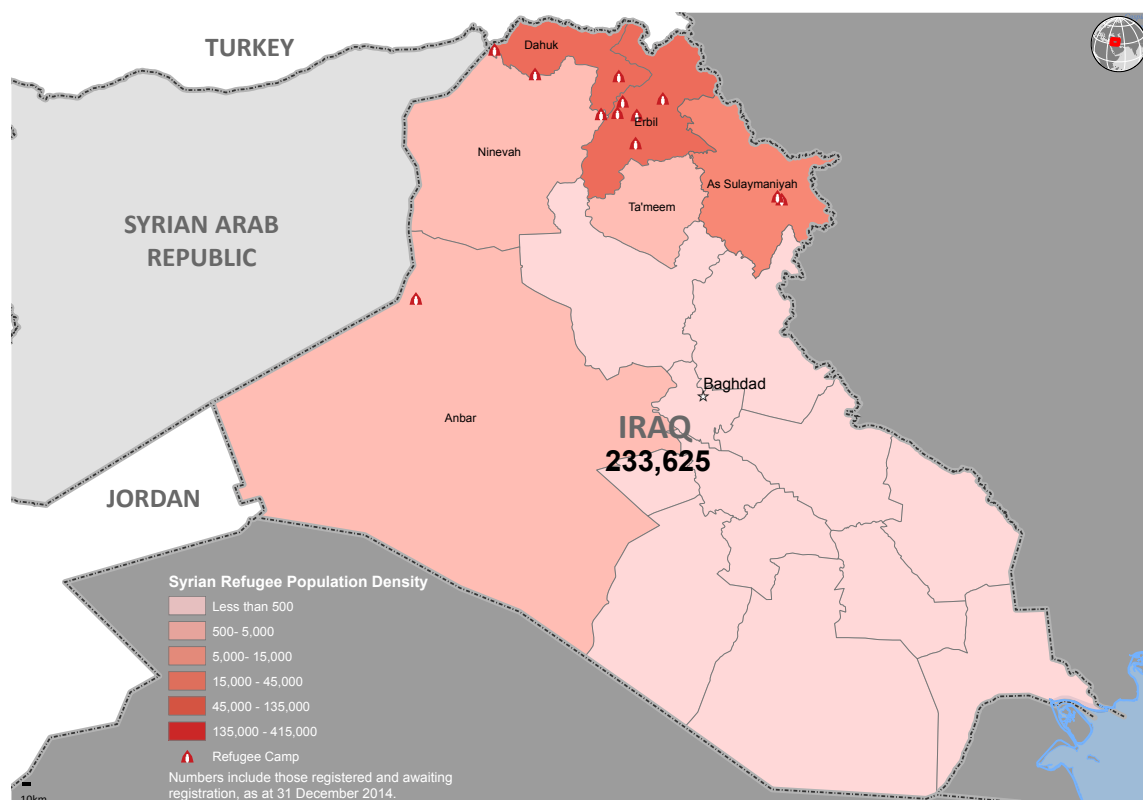 TURKEY
Dahuk
Erbil
Ninevah
As Sulaymaniyah
Ta'meem
SYRIAN ARAB
REPUBLIC
Baghdad
Anbar
IRAQ
233,625
JORDAN
Syrian Refugee Population Density
Less than 500
500- 5,000
5,000- 15,000
15,000 - 45,000
45,000 - 135,000
135,000 - 415,000
Refugee Camp
Numbers include those registered and awaiting
registration, as at 31 December 2014.
10km